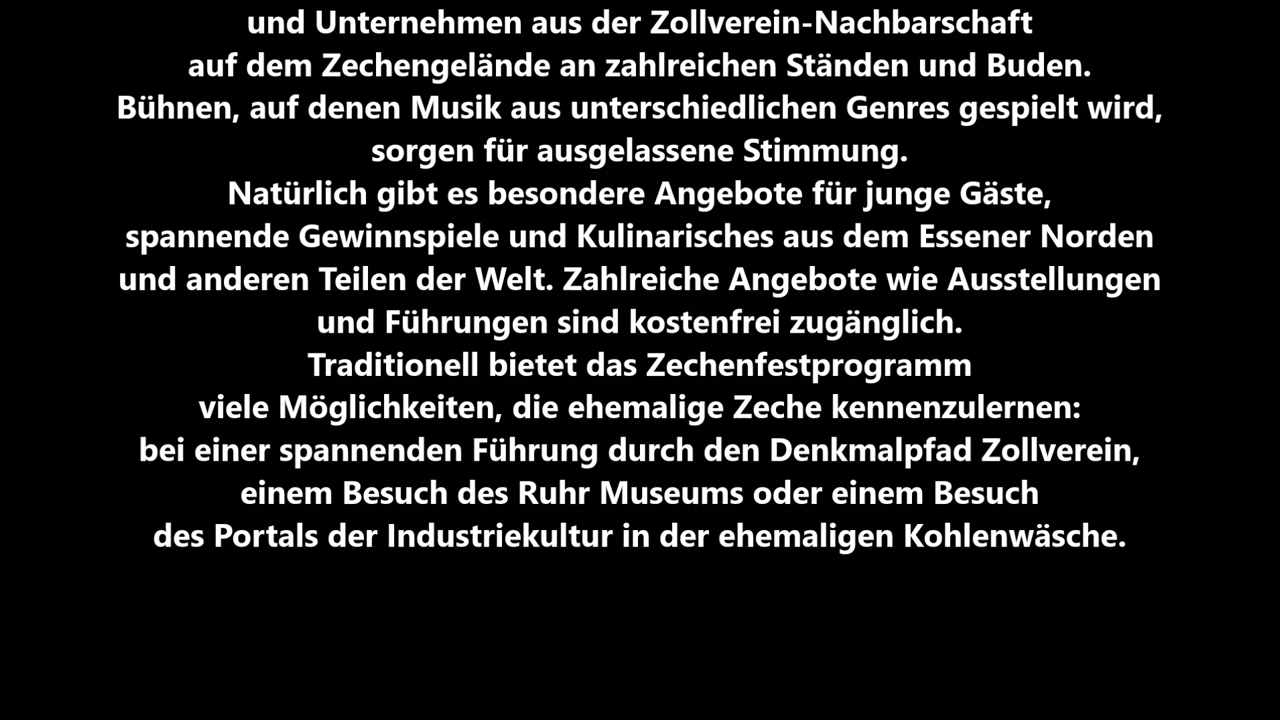 und Unternehmen aus der Zollverein-Nachbarschaft
auf dem Zechengelände an zahlreichen Ständen und Buden.
Bühnen, auf denen Musik aus unterschiedlichen Genres gespielt wird,
sorgen für ausgelassene Stimmung.
Natürlich gibt es besondere Angebote für junge Gäste,
spannende Gewinnspiele und Kulinarisches aus dem Essener Norden
und anderen Teilen der Welt. Zahlreiche Angebote wie Ausstellungen
und Führungen sind kostenfrei zugänglich.
Traditionell bietet das Zechenfestprogramm
viele Möglichkeiten, die ehemalige Zeche kennenzulernen:
bei einer spannenden Führung durch den Denkmalpfad Zollverein,
einem Besuch des Ruhr Museums oder einem Besuch
des Portals der Industriekultur in der ehemaligen Kohlenwäsche.